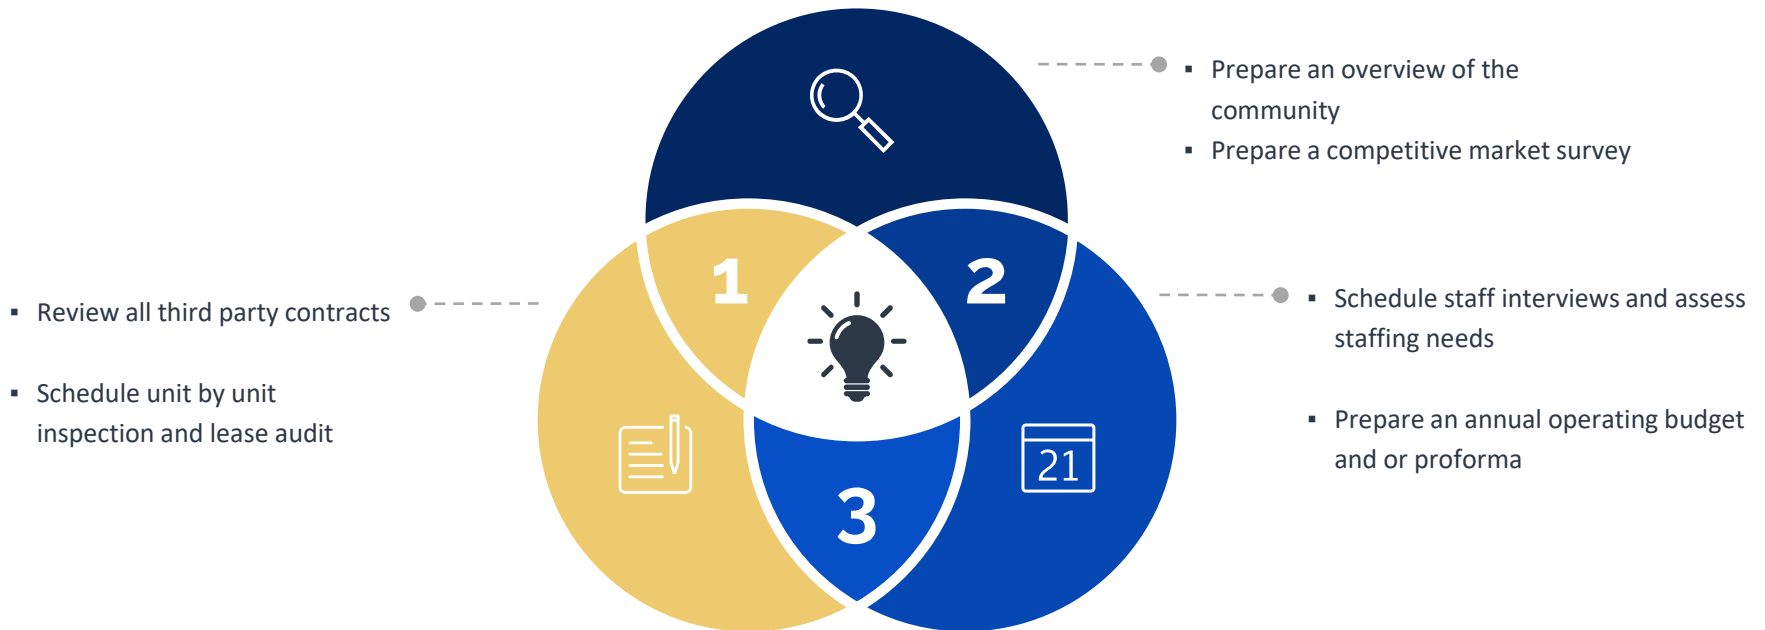 ▪ Prepare an overview of the
community
▪ Prepare a competitive market survey
1
2
▪ Review all third party contracts
▪ Schedule unit by unit
inspection and lease audit
▪ Schedule staff interviews and assess
staffing needs
▪ Prepare an annual operating budget
and or proforma
21
3